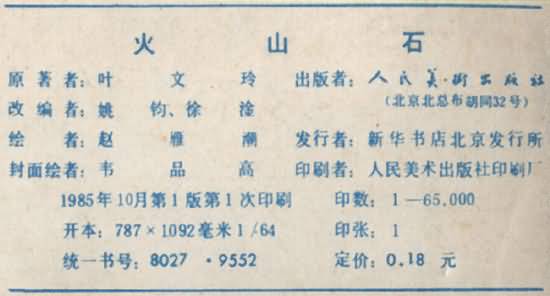 火山石
原著者：叶文玲 出版者：人民美术出版社
（北京北总布胡同32号）
改编者：姚钧、徐淦
绘者：赵雁潮 发行者：新华书店北京发行所
封面绘者：韦品高 印刷者：人民美术出版社印刷厂
1985年10月第1版第1次印刷 印数：1—65,000
开本：787×1092毫米1/64 印张：1
统一书号：8027·9552 定价：0.18元